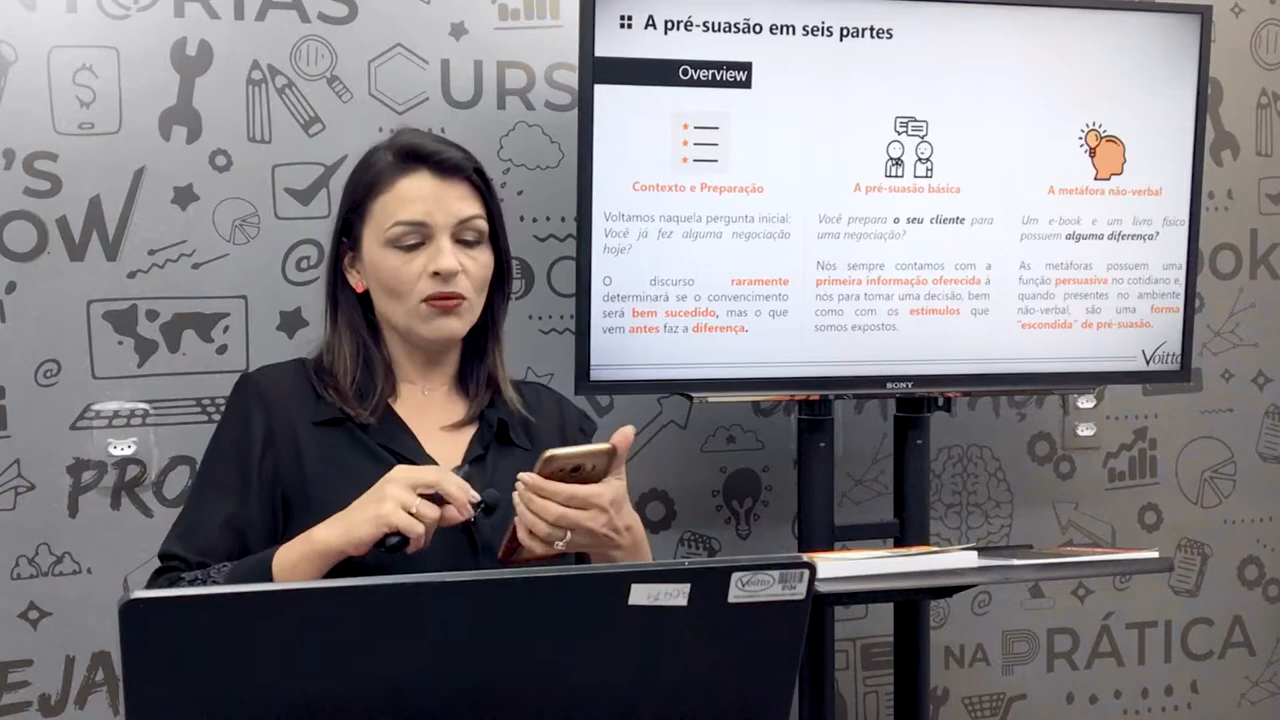 A pré-suasão em seis partes
Overview
Contexto e Preparação
Voltamos naquela pergunta inicial:
Você já fez alguma negociação
hoje?
O discurso raramente
determinará se o convencimento
será bem sucedido, mas o que
vem antes faz a diferença.
A pré-suasão básica
Você prepara o seu cliente para
uma negociação?
Nós sempre contamos com a
primeira informação oferecida à
nós para tomar uma decisão, bem
como com os estímulos que
somos expostos.
A metáfora não-verbal
Um e-book e um livro físico
possuem alguma diferença?
As metáforas possuem uma
função persuasiva no cotidiano e,
quando presentes no ambiente
não-verbal, são uma forma
"escondida" de pré-suasão.
Voitto
SONY
CURS
'S
OW
@
@
PRO
EJA
Voitto
0134
@
NA PRÁTICA